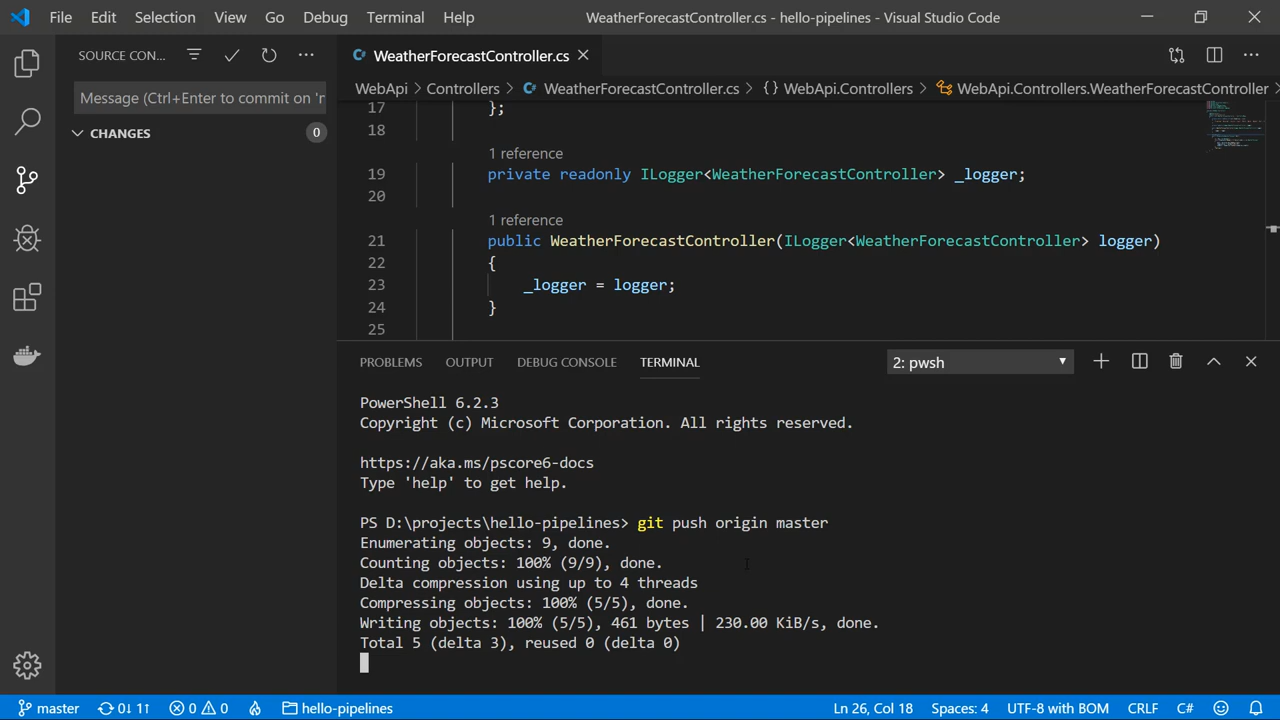 File Edit Selection View Go Debug Terminal Help WeatherForecastController.cs - hello-pipelines - Visual Studio Code
SOURCE CON...
Message (Ctrl+Enter to commit on 'm
CHANGES 0
WeatherForecastController.cs
WebApi > Controllers > WeatherForecastController.cs > {} WebApi.Controllers > WebApi.Controllers.WeatherForecastController >
17 };
18
1 reference
19 private readonly ILogger<WeatherForecastController> _logger;
20
1 reference
21 public WeatherForecastController(ILogger<WeatherForecastController> logger)
22 {
23 _logger = logger;
24 }
25
PROBLEMS OUTPUT DEBUG CONSOLE TERMINAL 2: pwsh
PowerShell 6.2.3
Copyright (c) Microsoft Corporation. All rights reserved.
https://aka.ms/pscore6-docs
Type 'help' to get help.
PS D:\projects\hello-pipelines> git push origin master
Enumerating objects: 9, done.
Counting objects: 100% (9/9), done.
Delta compression using up to 4 threads
Compressing objects: 100% (5/5), done.
Writing objects: 100% (5/5), 461 bytes | 230.00 KiB/s, done.
Total 5 (delta 3), reused 0 (delta 0)
master 0↓ 1↑ 0 0 hello-pipelines Ln 26, Col 18 Spaces: 4 UTF-8 with BOM CRLF C#